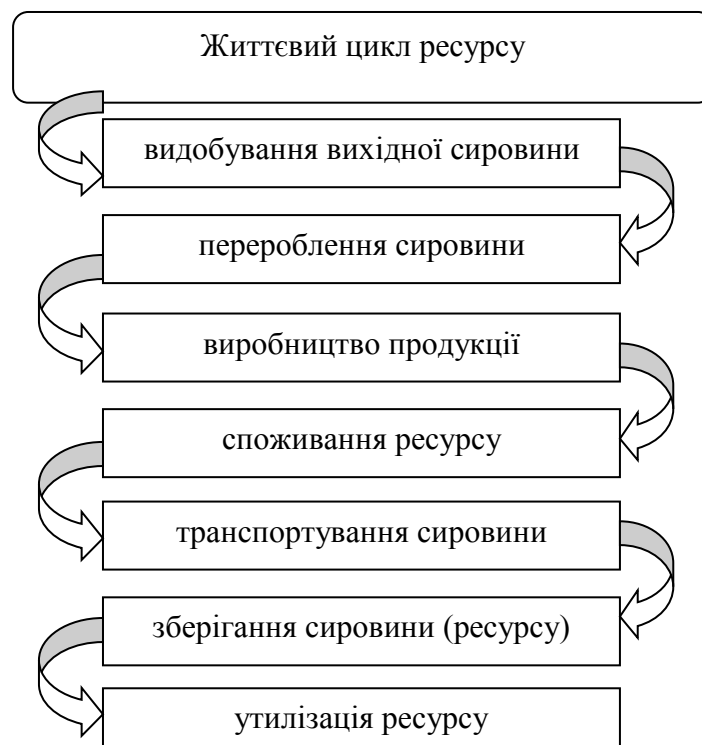 Життєвий цикл ресурсу
видобування вихідної сировини
перероблення сировини
виробництво продукції
споживання ресурсу
транспортування сировини
зберігання сировини (ресурсу)
утилізація ресурсу